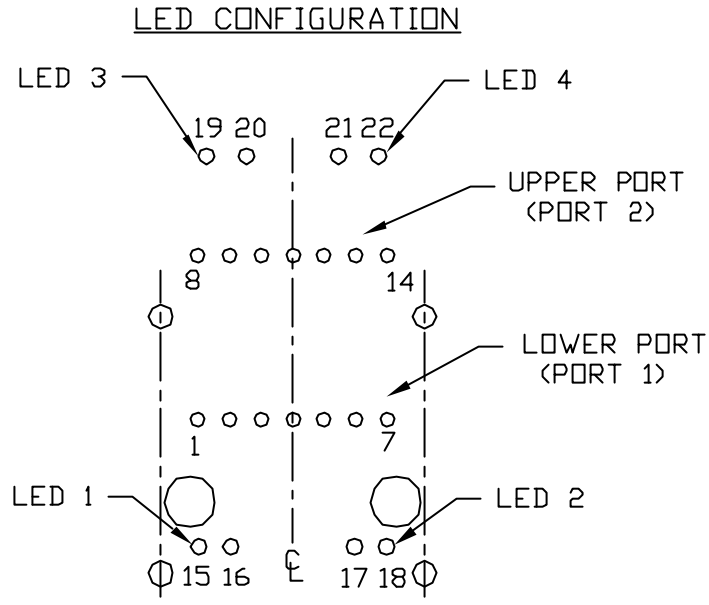 LED CONFIGURATION
LED 3
LED 4
19 20
21 22
UPPER PORT
(PORT 2)
8
14
LOWER PORT
(PORT 1)
1
7
LED 1
LED 2
15 16
℄
17 18